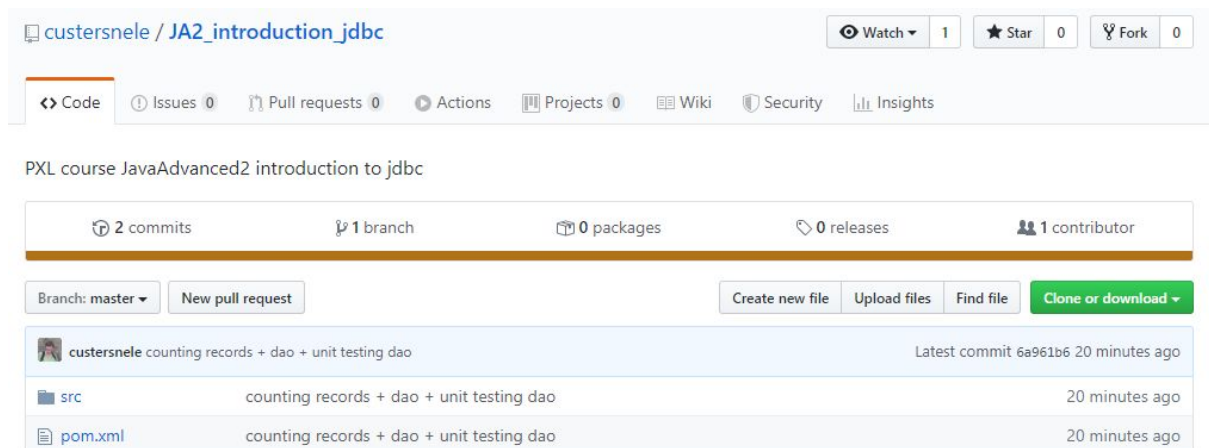 custersnele / JA2_introduction_jdbc Watch 1 Star 0 Fork 0
Code Issues 0 Pull requests 0 Actions Projects 0 Wiki Security Insights
PXL course JavaAdvanced2 introduction to jdbc
2 commits 1 branch 0 packages 0 releases 1 contributor
Branch: master New pull request Create new file Upload files Find file Clone or download
custersnele counting records + dao + unit testing dao Latest commit 6a961b6 20 minutes ago
src counting records + dao + unit testing dao 20 minutes ago
pom.xml counting records + dao + unit testing dao 20 minutes ago